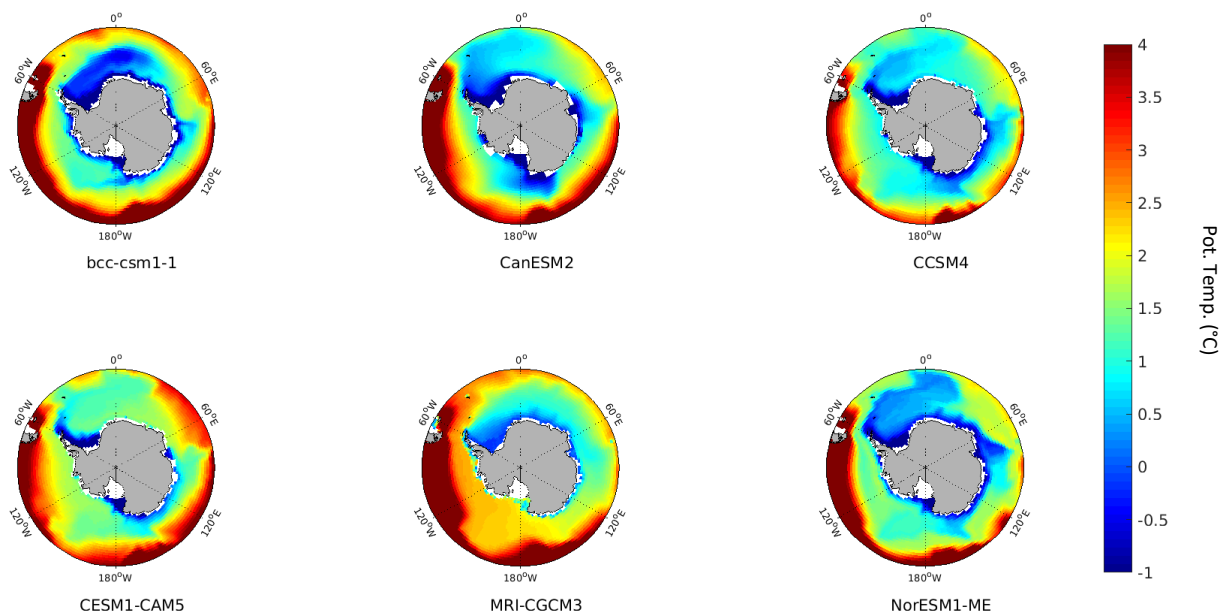 0°
0°
0°
60°W
60°E
60°W
60°E
60°W
60°E
120°W
120°E
120°W
120°E
120°W
120°E
180°W
180°W
180°W
bcc-csm1-1
CanESM2
CCSM4
0°
0°
0°
60°W
60°E
60°W
60°E
60°W
60°E
120°W
120°E
120°W
120°E
120°W
120°E
180°W
180°W
180°W
CESM1-CAM5
MRI-CGCM3
NorESM1-ME
4
3.5
3
2.5
2
1.5
1
0.5
0
-0.5
-1
Pot. Temp. (°C)